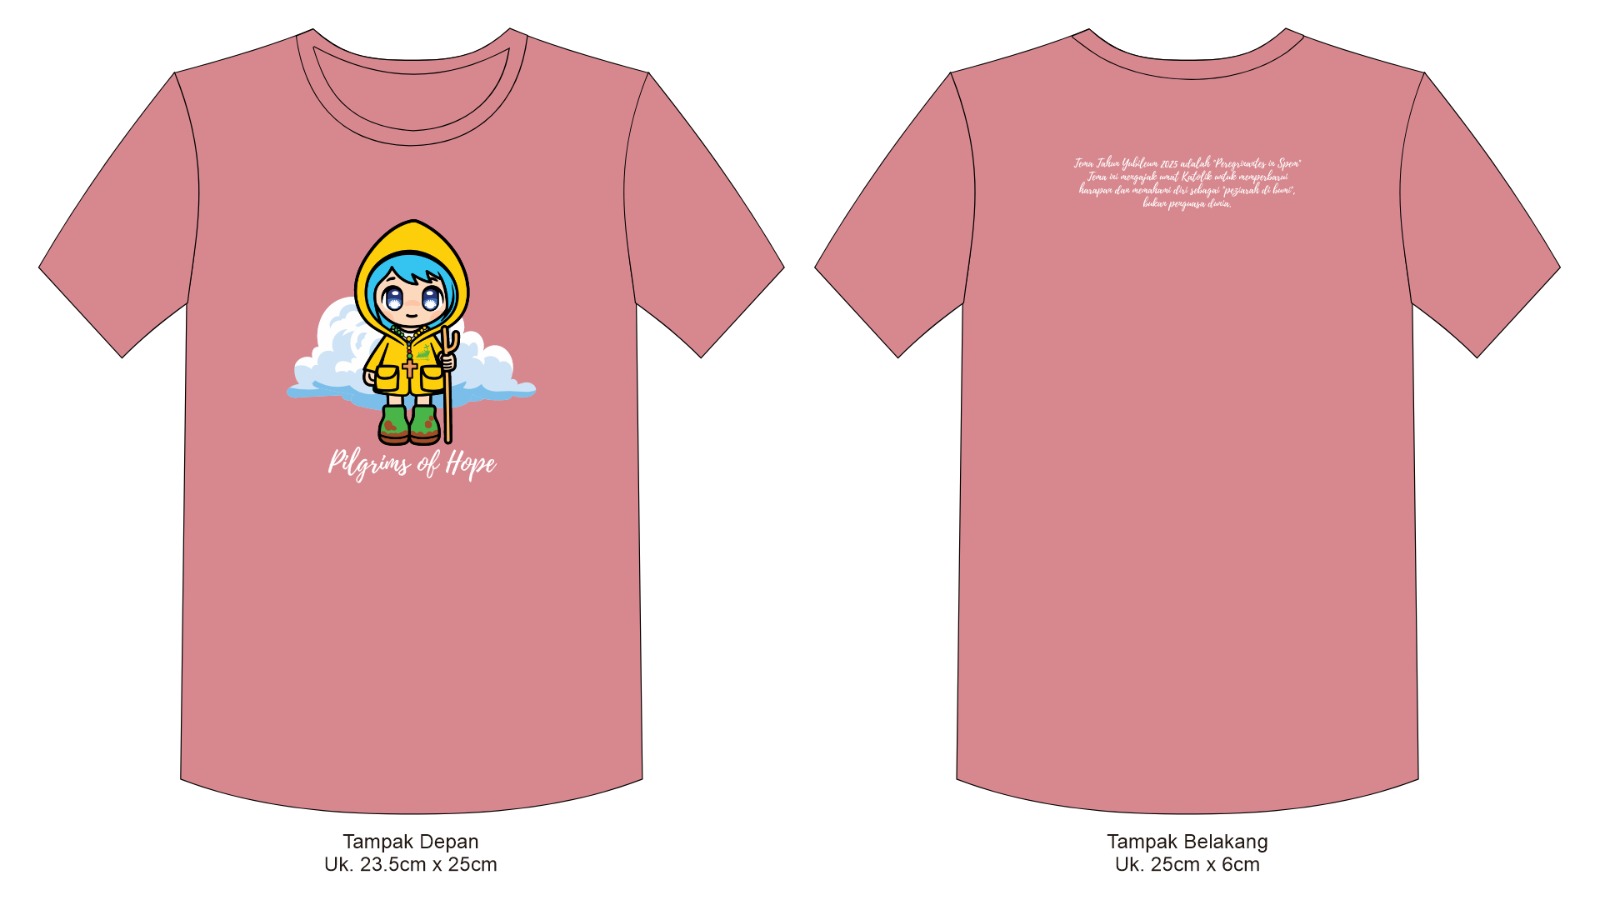 Pilgrims of Hope
Tema Tahun Yubileum 2025 adalah "Peregrinantes in Spem"
Tema ini mengajak umat Katolik untuk memperbarui
harapan dan memahami diri sebagai "peziarah di bumi",
bukan penguasa dunia.
Tampak Depan
Uk. 23.5cm x 25cm
Tampak Belakang
Uk. 25cm x 6cm